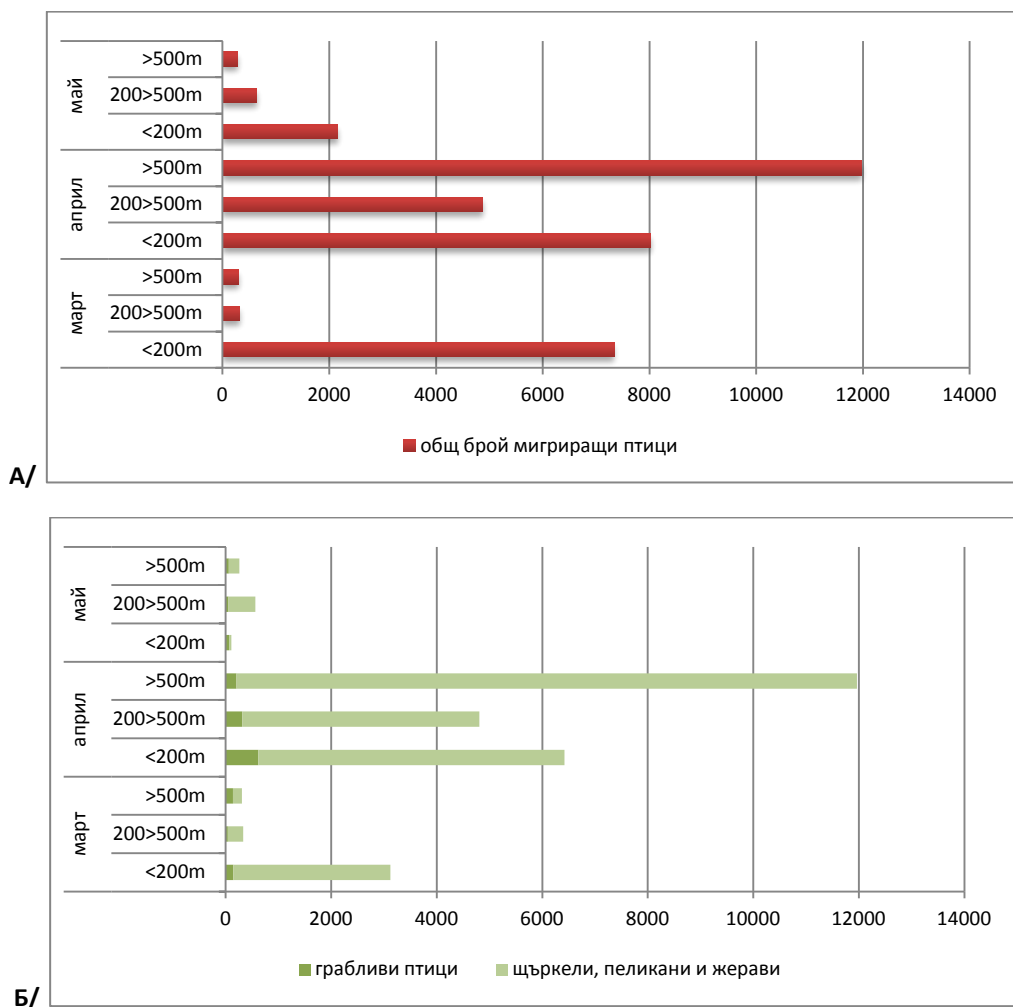 май
>500m
200>500m
<200m
април
>500m
200>500m
<200m
март
>500m
200>500m
<200m
0 2000 4000 6000 8000 10000 12000 14000
общ брой мигриращи птици
А/
май
>500m
200>500m
<200m
април
>500m
200>500m
<200m
март
>500m
200>500m
<200m
0 2000 4000 6000 8000 10000 12000 14000
грабливи птици щъркели, пеликани и жерави
Б/